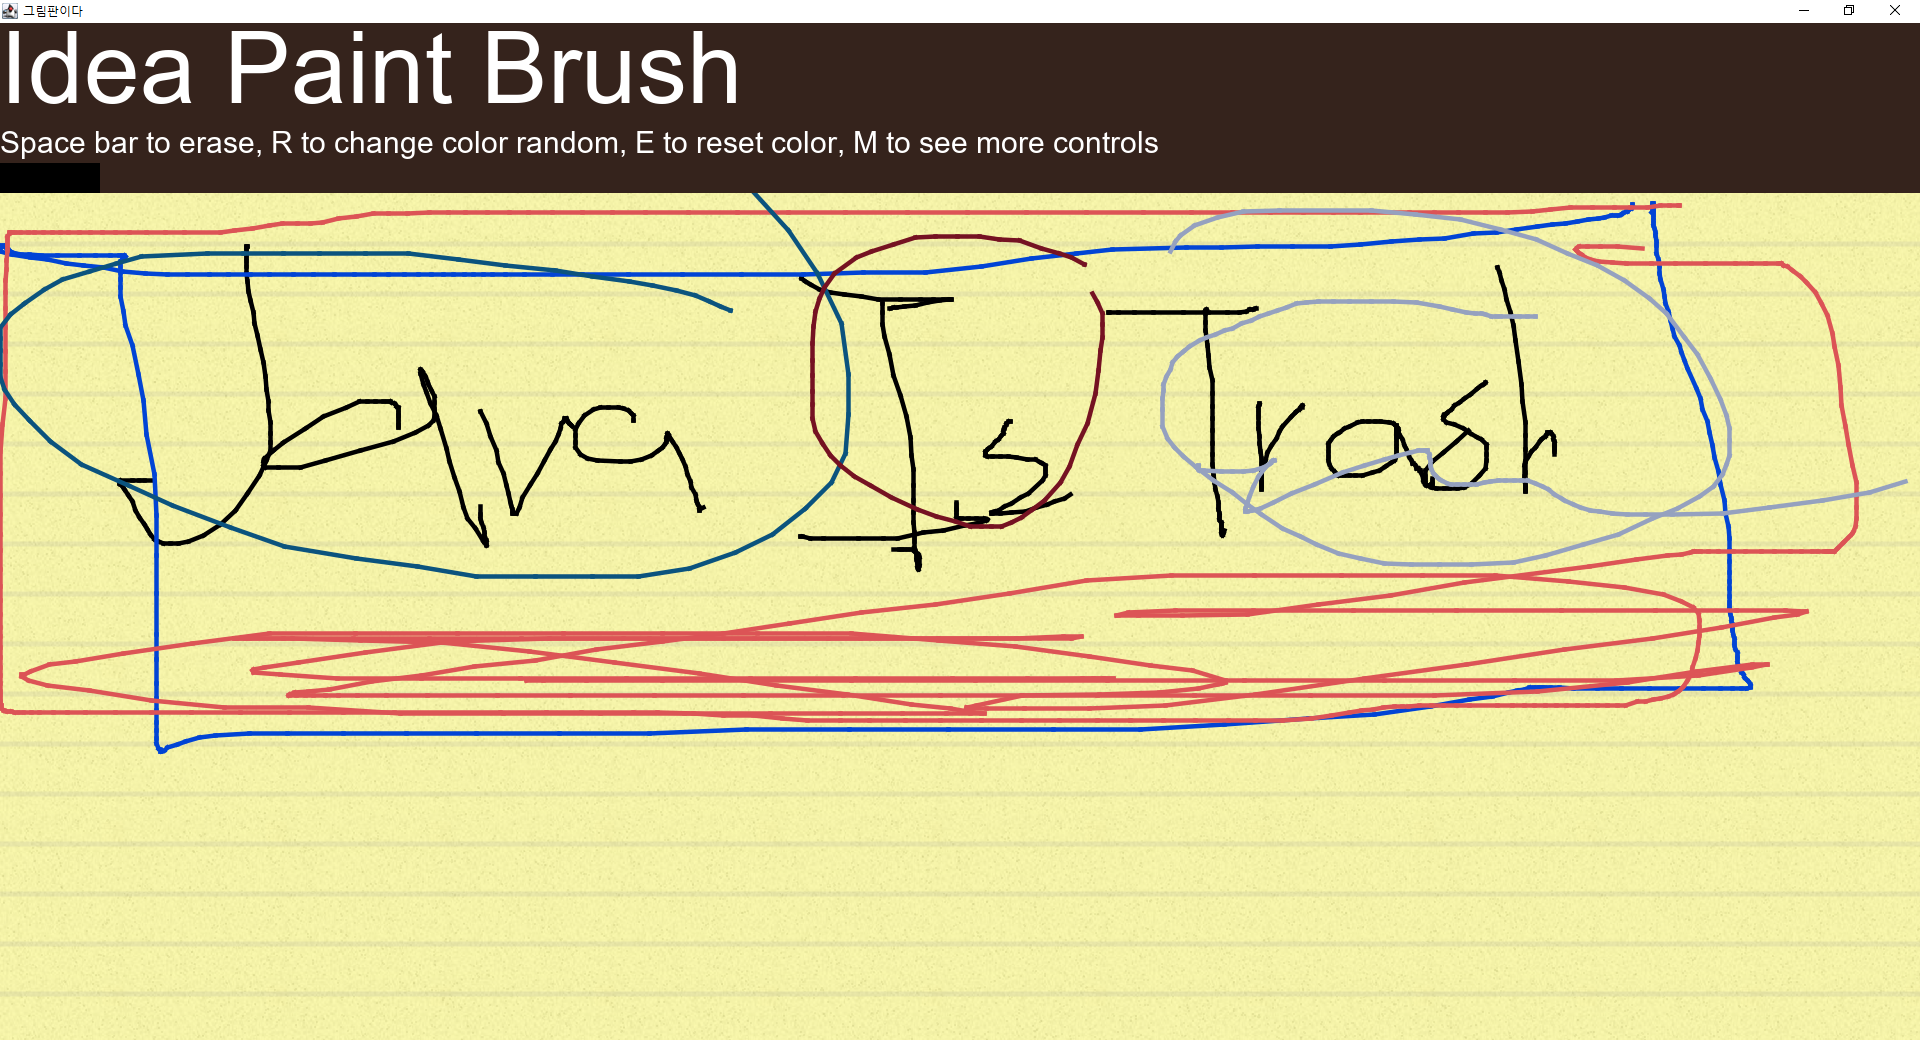 그림판이다
Idea Paint Brush
Space bar to erase, R to change color random, E to reset color, M to see more controls
Java Is Trash